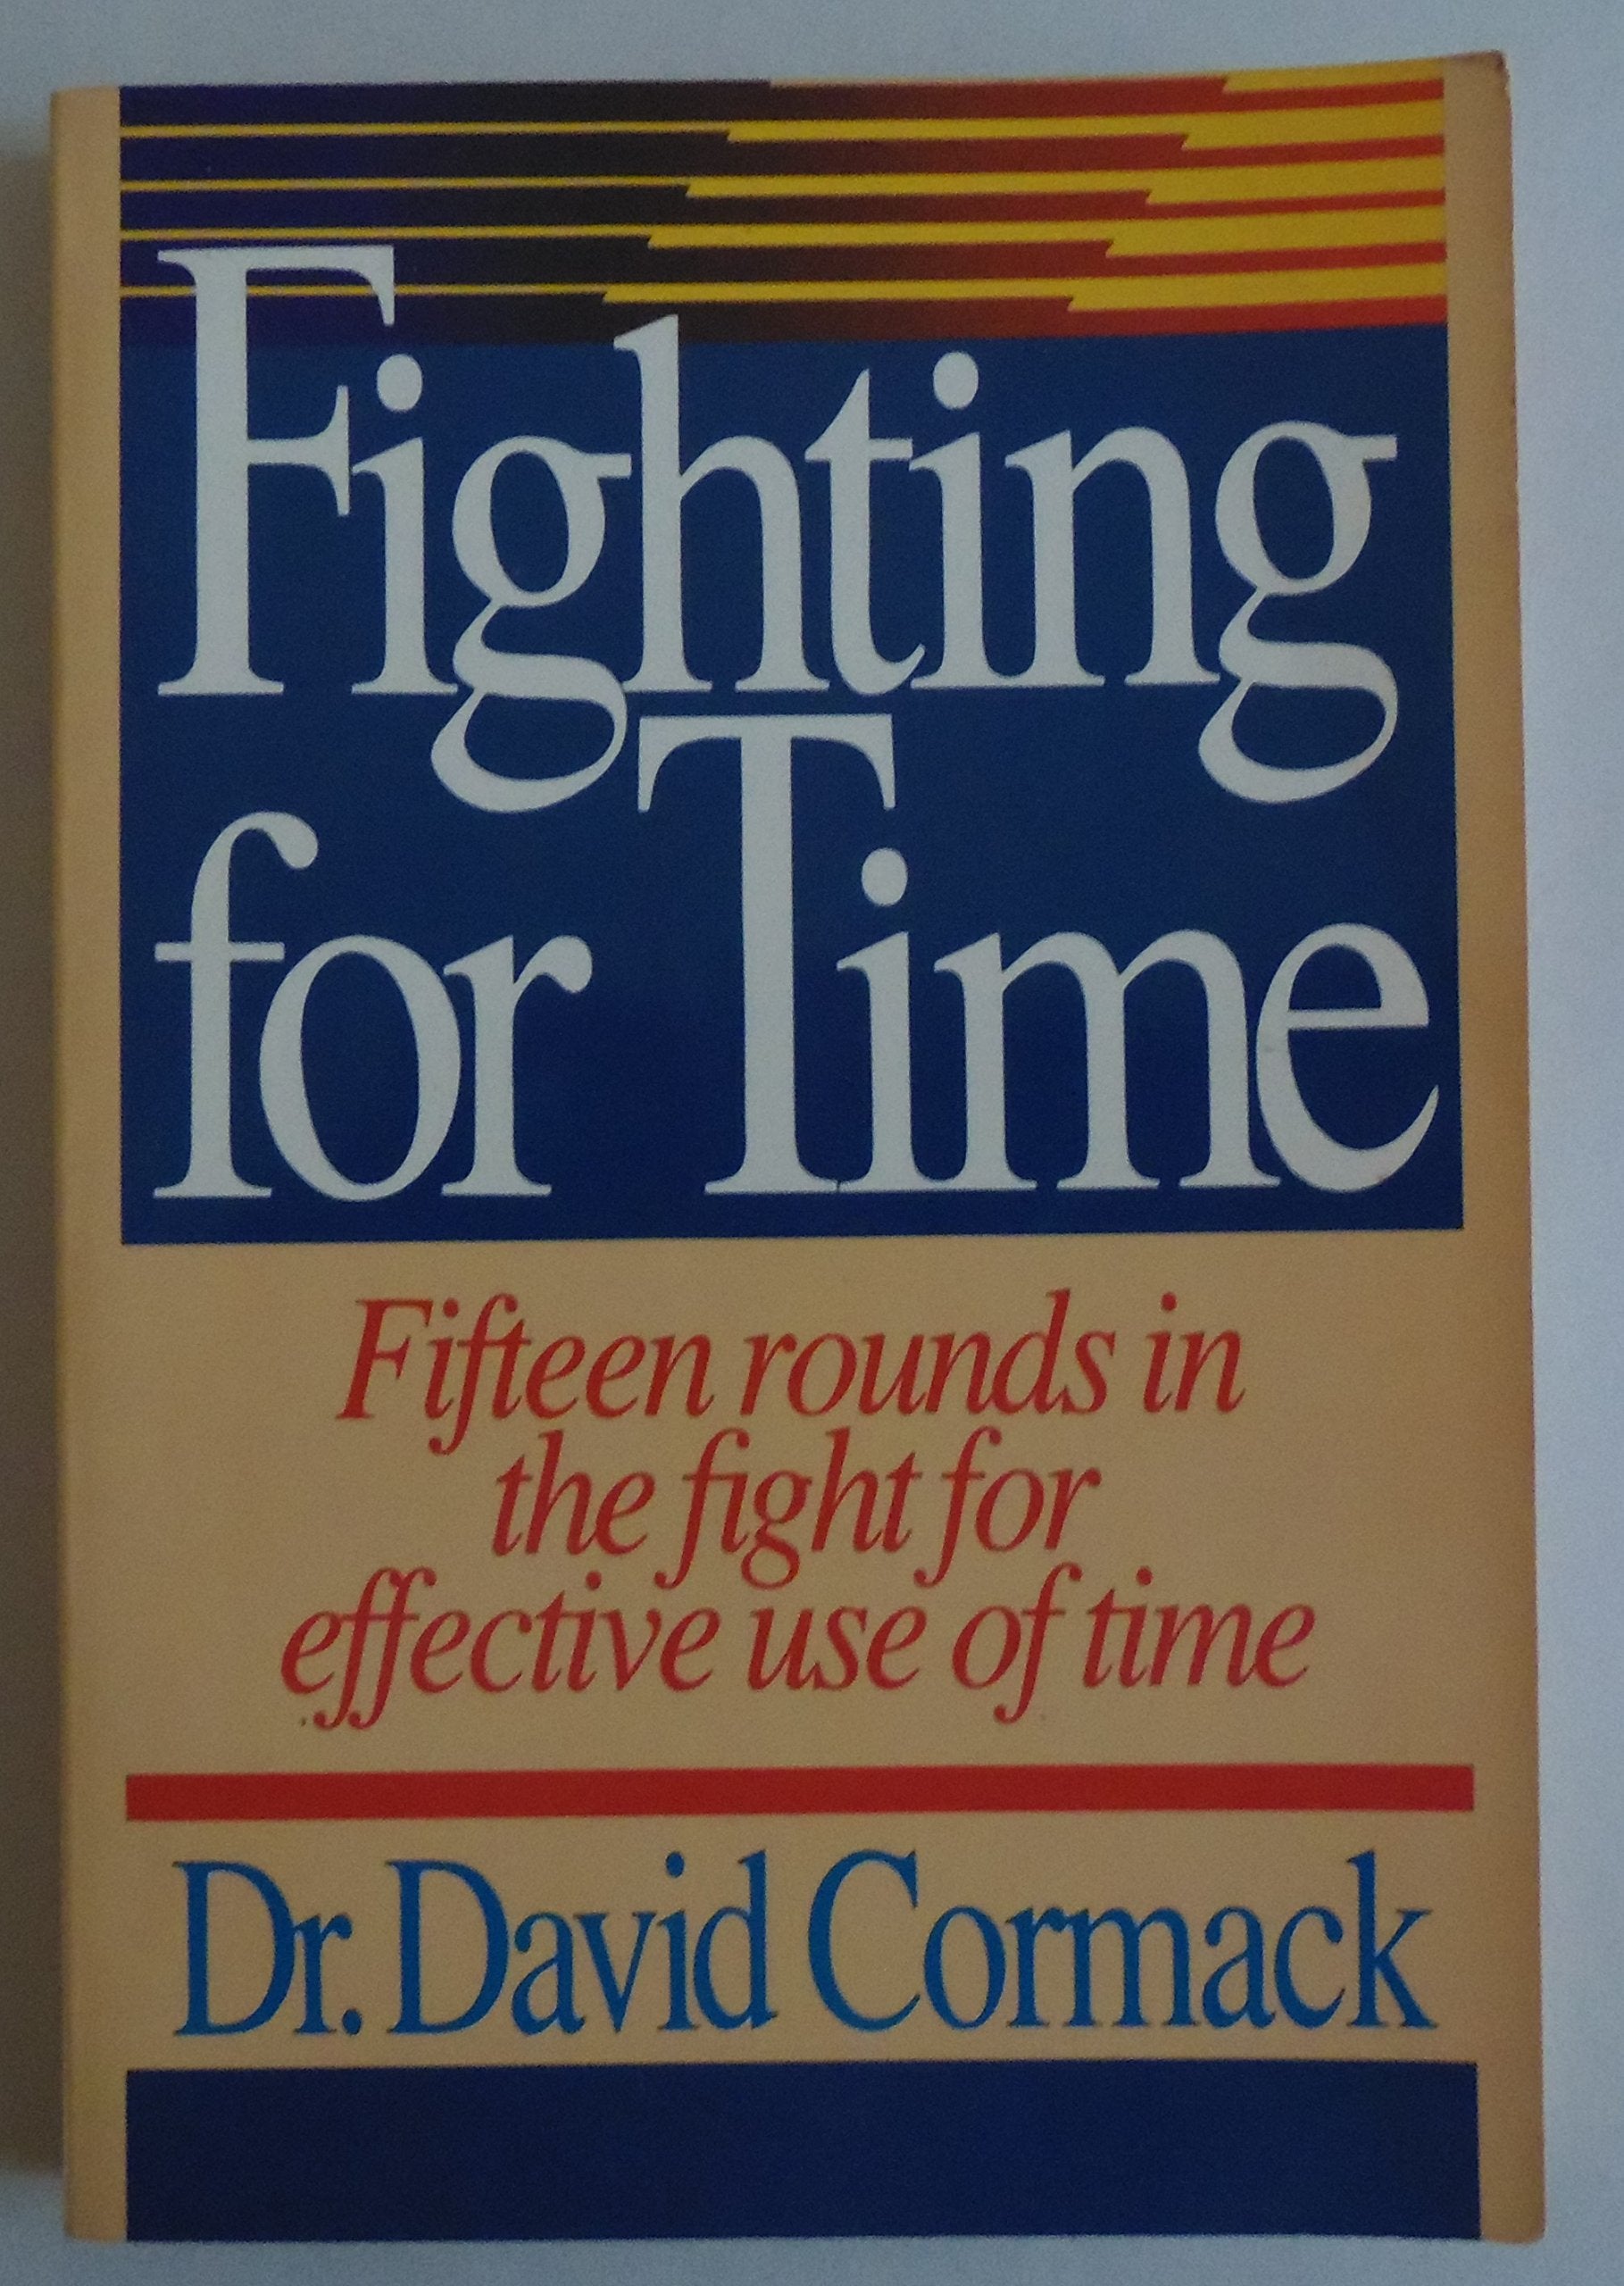 Fighting
for Time
Fifteen rounds in
the fight for
effective use of time
Dr. David Cormack